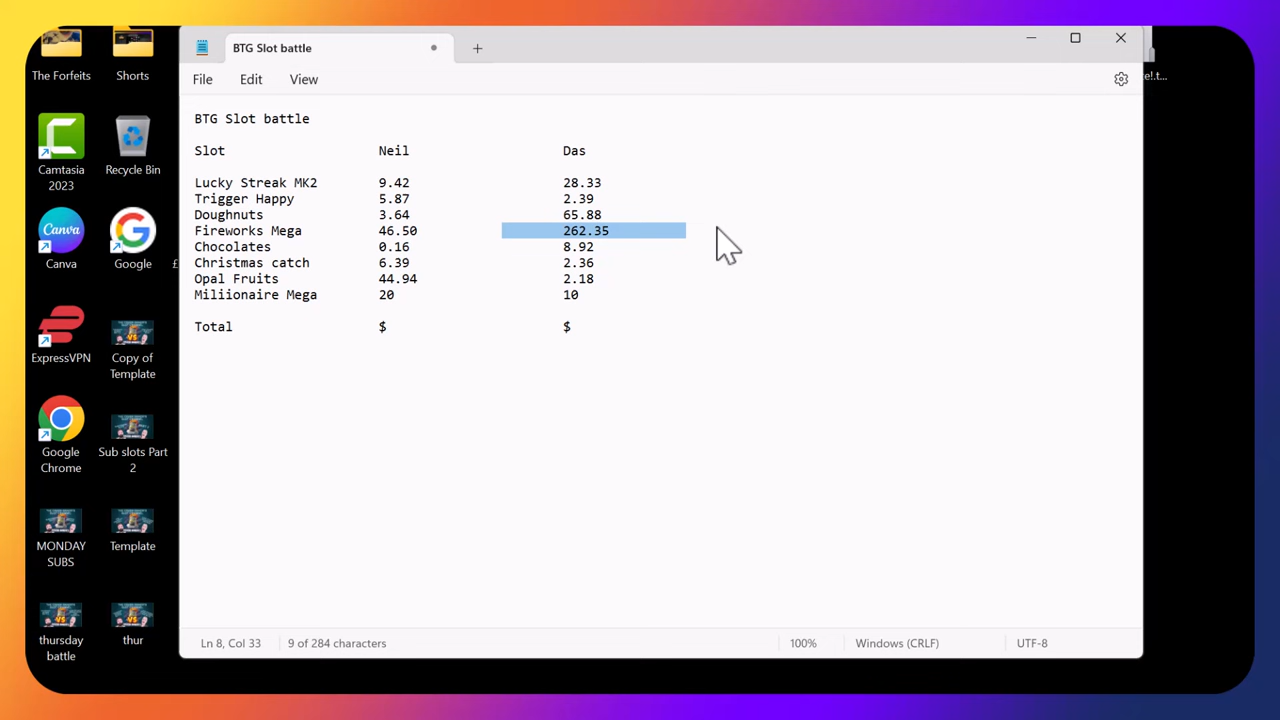 The Forfeits
Shorts
Camtasia 2023
Recycle Bin
Canva
Google
£
ExpressVPN
Copy of Template
Google Chrome
Sub slots Part 2
MONDAY SUBS
Template
thursday battle
thur
e!.t...
BTG Slot battle
File Edit View
BTG Slot battle
Slot Neil Das
Lucky Streak MK2 9.42 28.33
Trigger Happy 5.87 2.39
Doughnuts 3.64 65.88
Fireworks Mega 46.50 262.35
Chocolates 0.16 8.92
Christmas catch 6.39 2.36
Opal Fruits 44.94 2.18
Miliionaire Mega 20 10
Total $ $
Ln 8, Col 33 9 of 284 characters 100% Windows (CRLF) UTF-8